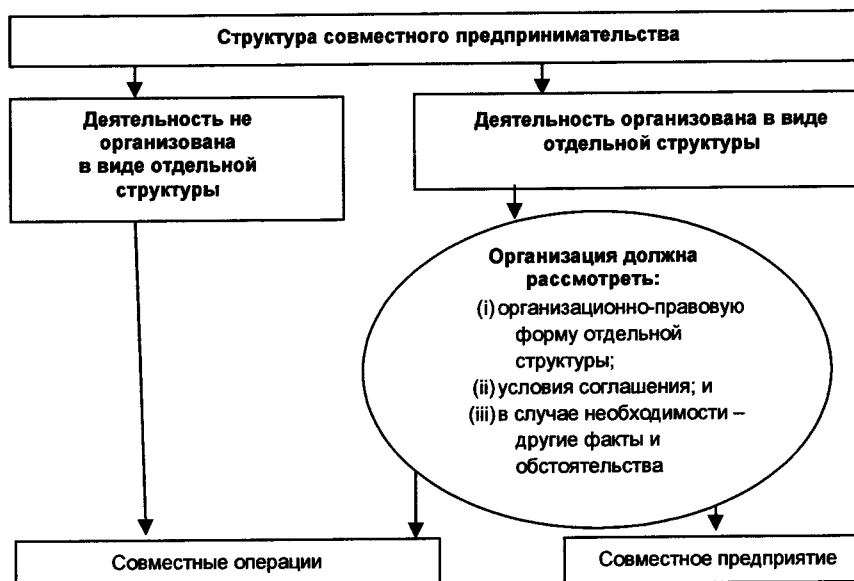 Структура совместного предпринимательства
Деятельность не
организована
в виде отдельной
структуры
Деятельность организована в виде
отдельной структуры
Организация должна
рассмотреть:
(i) организационно-правовую
форму отдельной
структуры;
(ii) условия соглашения; и
(iii) в случае необходимости –
другие факты и
обстоятельства
Совместные операции
Совместное предприятие